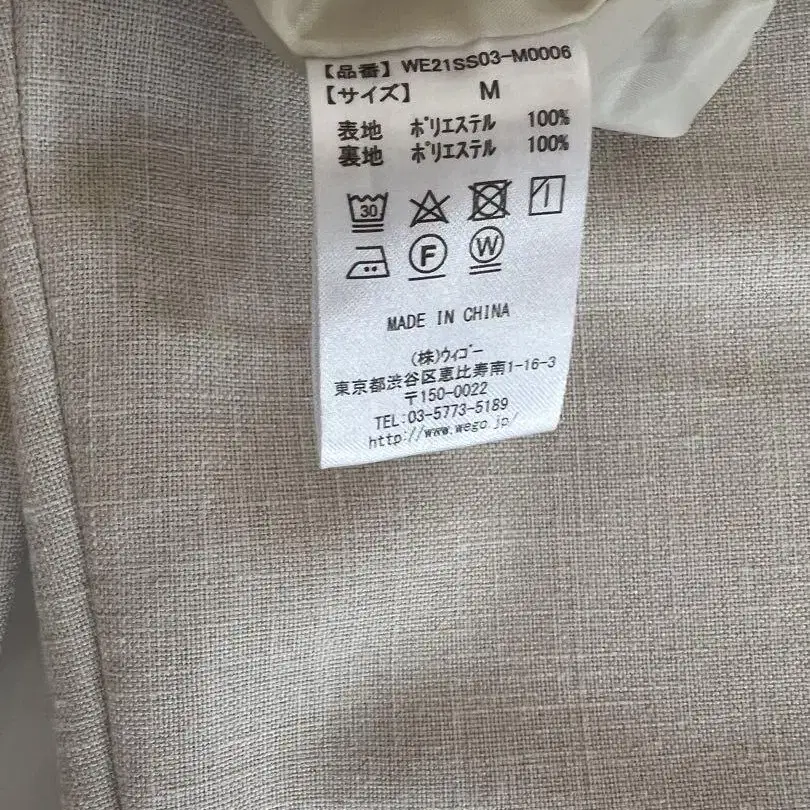 【品番】 WE21SS03-M0006
【サイズ】 M
表地 ポリエステル 100%
裏地 ポリエステル 100%
30
F W
MADE IN CHINA
(株)ウィゴー
東京都渋谷区恵比寿南1-16-3
〒150-0022
TEL:03-5773-5189
http://www.wego.jp/